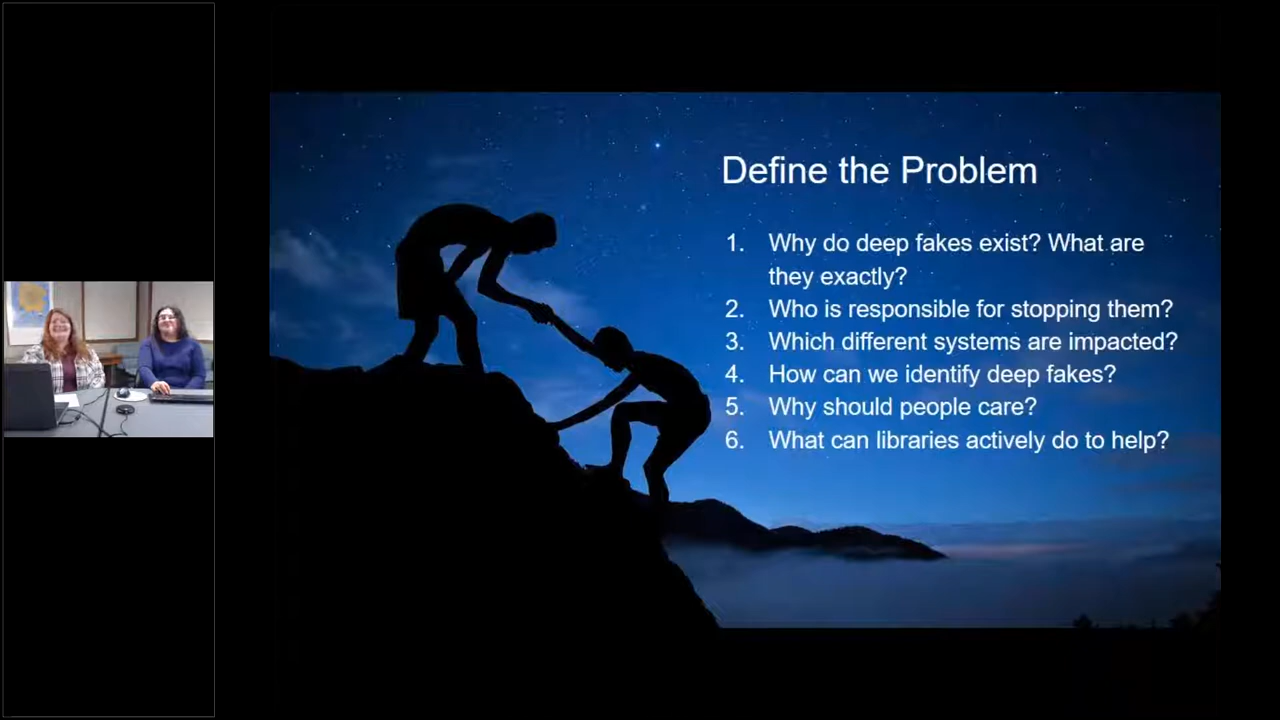 Define the Problem
1. Why do deep fakes exist? What are
they exactly?
2. Who is responsible for stopping them?
3. Which different systems are impacted?
4. How can we identify deep fakes?
5. Why should people care?
6. What can libraries actively do to help?